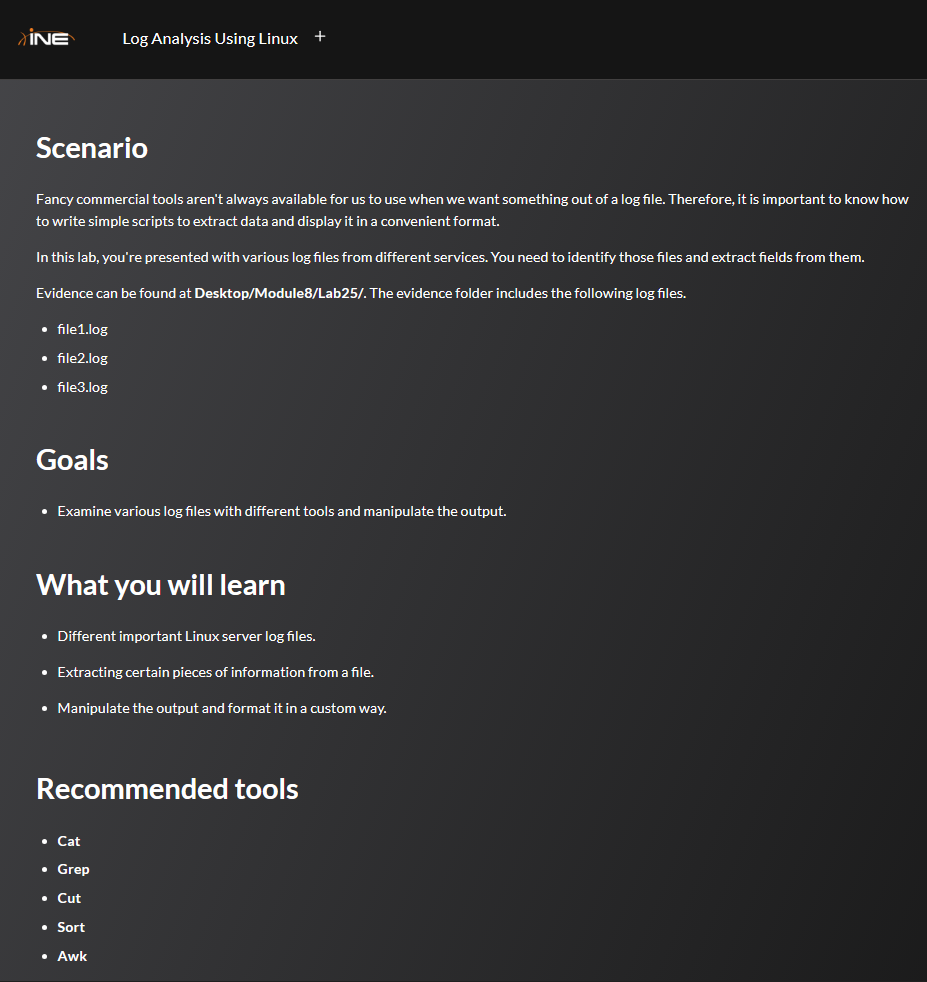 INE
Log Analysis Using Linux +
Scenario
Fancy commercial tools aren't always available for us to use when we want something out of a log file. Therefore, it is important to know how
to write simple scripts to extract data and display it in a convenient format.
In this lab, you're presented with various log files from different services. You need to identify those files and extract fields from them.
Evidence can be found at Desktop/Module8/Lab25/. The evidence folder includes the following log files.
• file1.log
• file2.log
• file3.log
Goals
• Examine various log files with different tools and manipulate the output.
What you will learn
• Different important Linux server log files.
• Extracting certain pieces of information from a file.
• Manipulate the output and format it in a custom way.
Recommended tools
• Cat
• Grep
• Cut
• Sort
• Awk